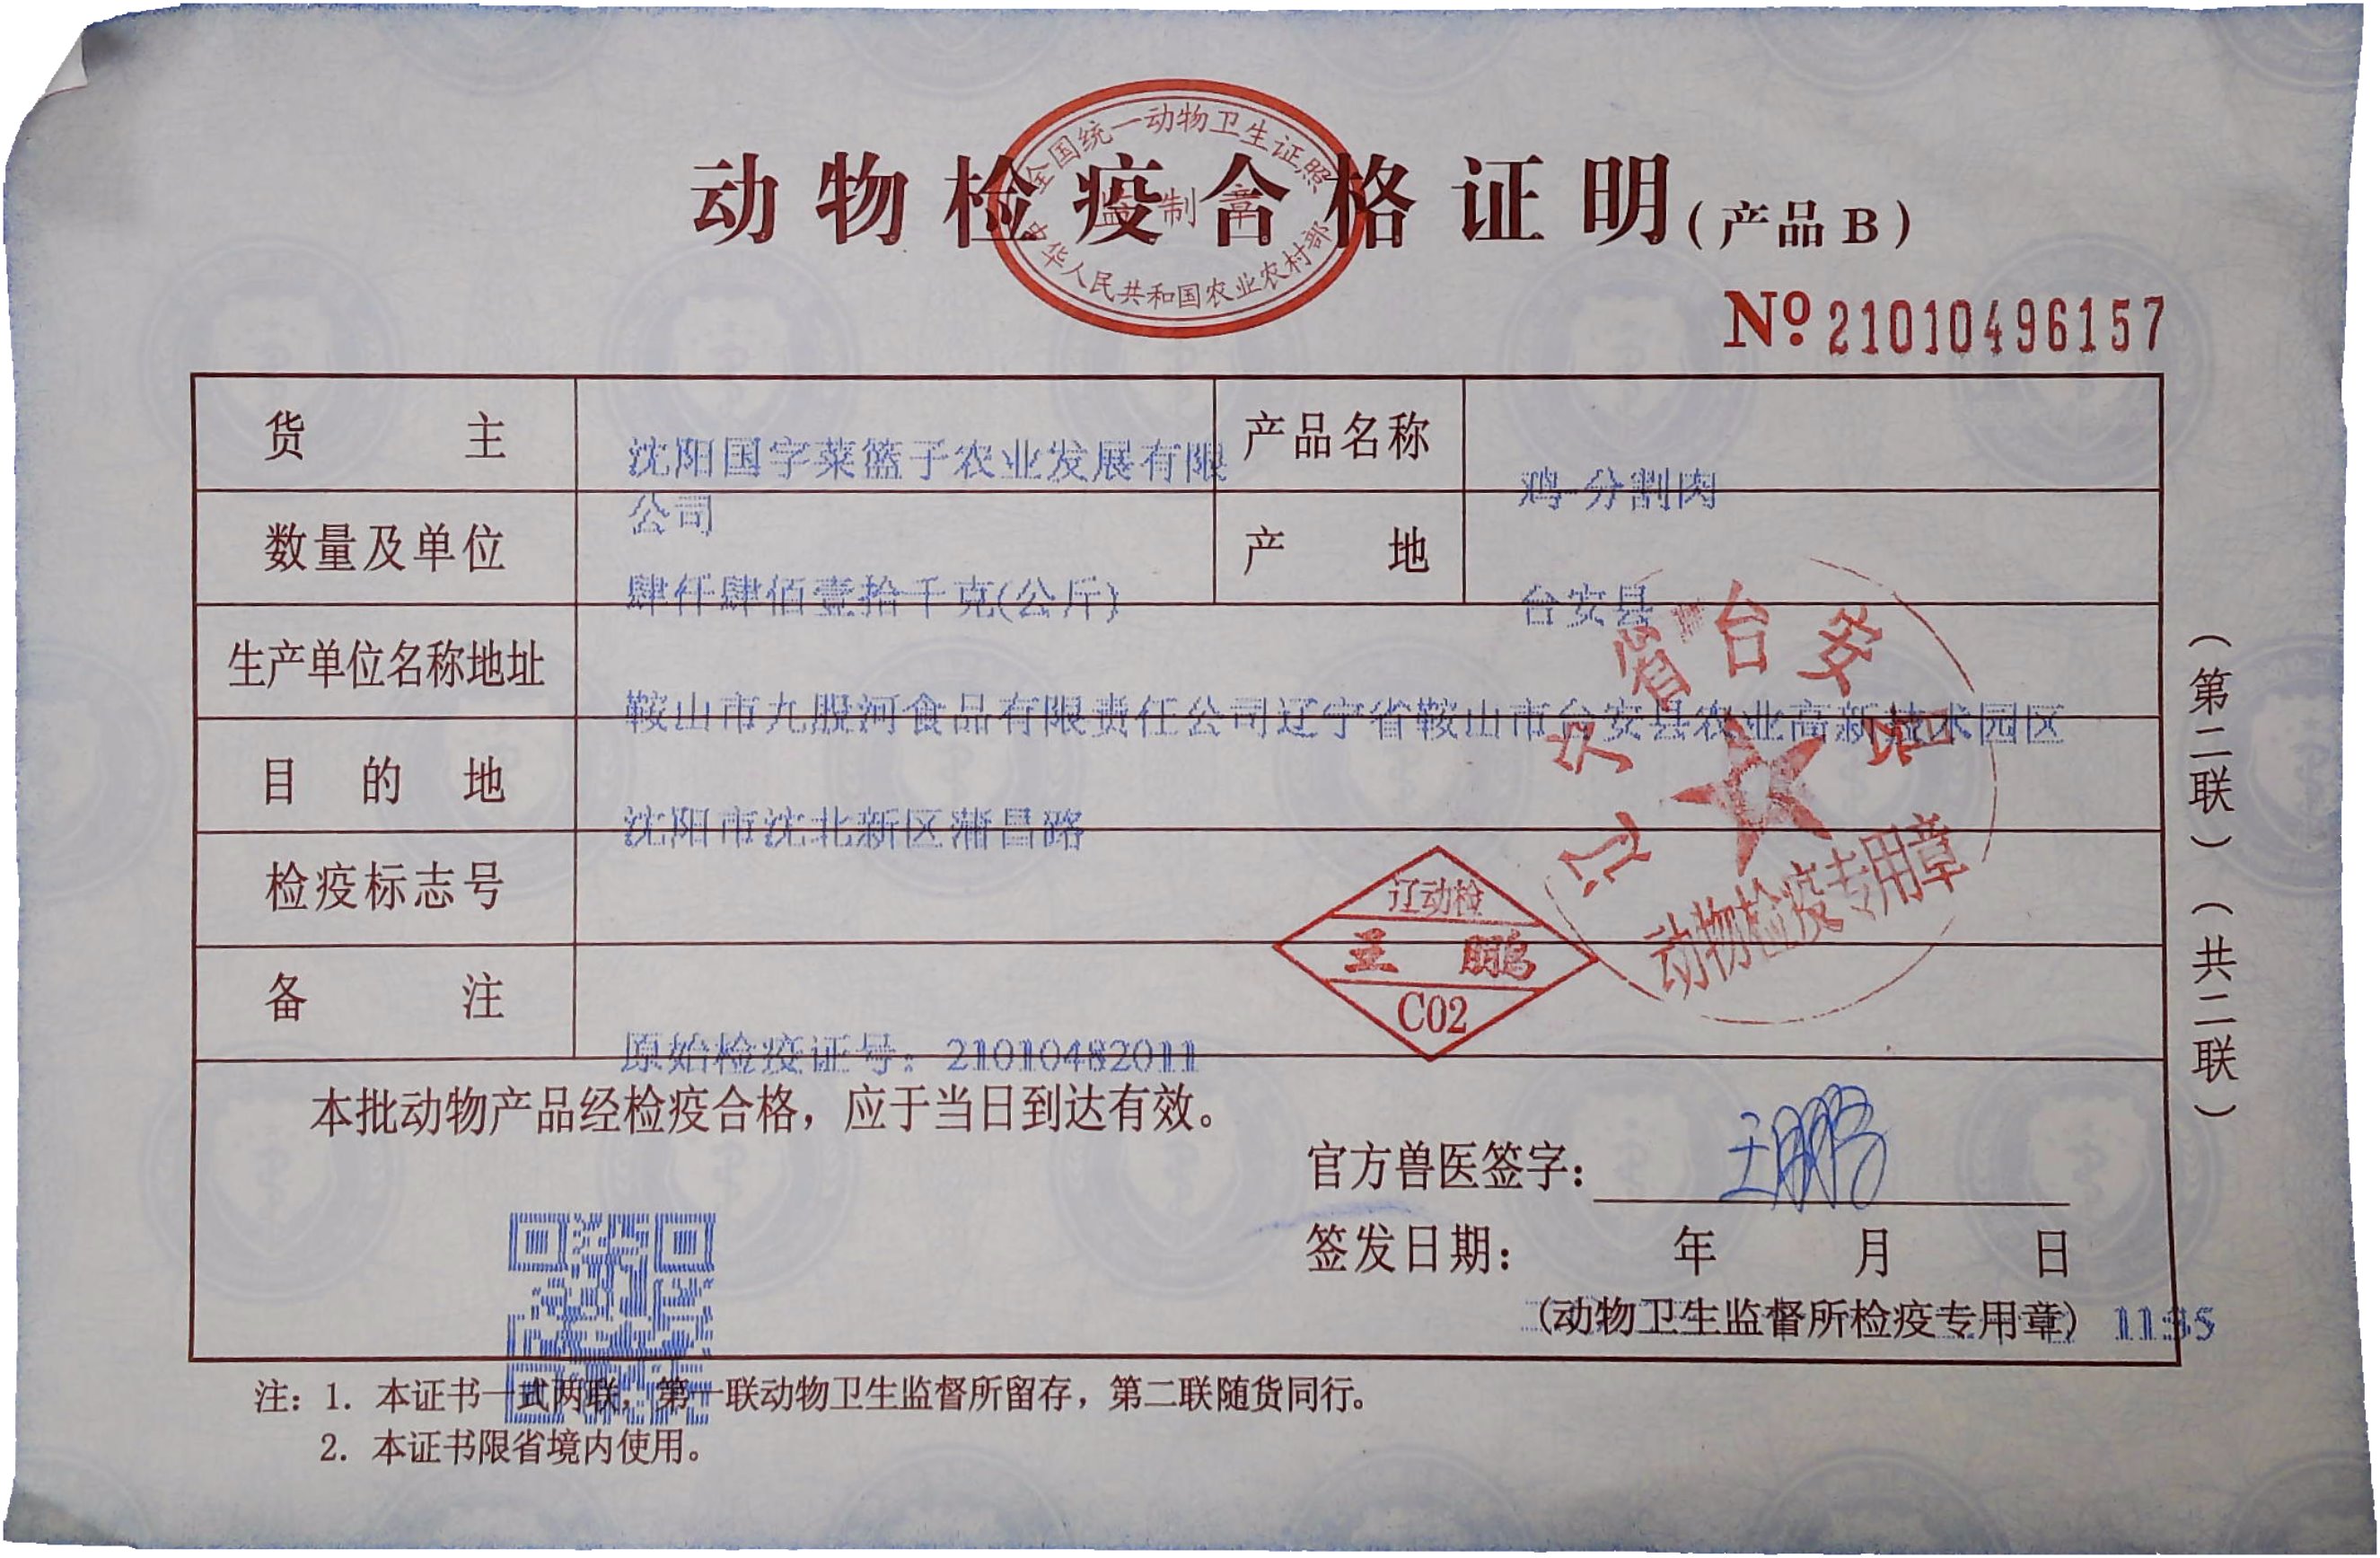 全国统一动物卫生证照
监制章
中华人民共和国农业农村部
动物检疫合格证明(产品B)
№21010496157
货主 沈阳国字菜篮子农业发展有限公司
产品名称 鸡-分割肉
数量及单位 肆仟肆佰壹拾千克(公斤)
产地 台安县
生产单位名称地址 鞍山市九股河食品有限责任公司辽宁省鞍山市台安县农业高新技术园区
目的地 沈阳市沈北新区蒲昌路
检疫标志号
备注 原始检疫证号：21010482011
辽宁省台安县
动物检疫专用章
辽动检
王鹏
C02
本批动物产品经检疫合格，应于当日到达有效。
官方兽医签字：王鹏
签发日期： 年 月 日
(动物卫生监督所检疫专用章)
注：1. 本证书一式两联，第一联动物卫生监督所留存，第二联随货同行。
2. 本证书限省境内使用。
（第二联）（共二联）